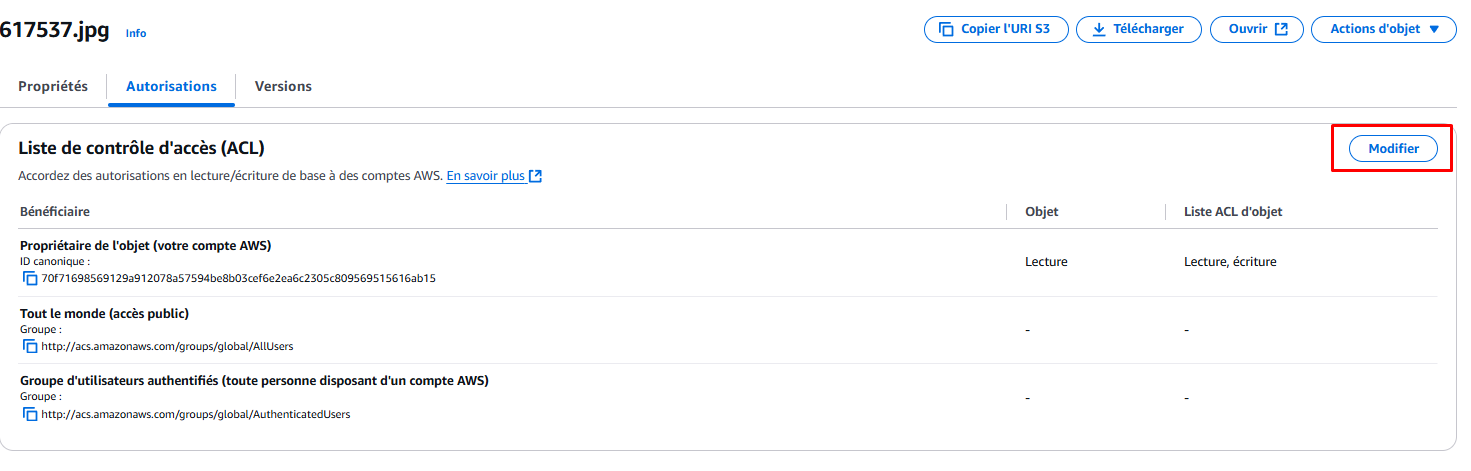 617537.jpg Info
Copier l'URI S3 Télécharger Ouvrir Actions d'objet
Propriétés Autorisations Versions
Liste de contrôle d'accès (ACL)
Modifier
Accordez des autorisations en lecture/écriture de base à des comptes AWS. En savoir plus
Bénéficiaire Objet Liste ACL d'objet
Propriétaire de l'objet (votre compte AWS)
ID canonique :
70f71698569129a912078a57594be8b03cef6e2ea6c2305c809569515616ab15
Lecture Lecture, écriture
Tout le monde (accès public)
Groupe :
http://acs.amazonaws.com/groups/global/AllUsers
- -
Groupe d'utilisateurs authentifiés (toute personne disposant d'un compte AWS)
Groupe :
http://acs.amazonaws.com/groups/global/AuthenticatedUsers
- -